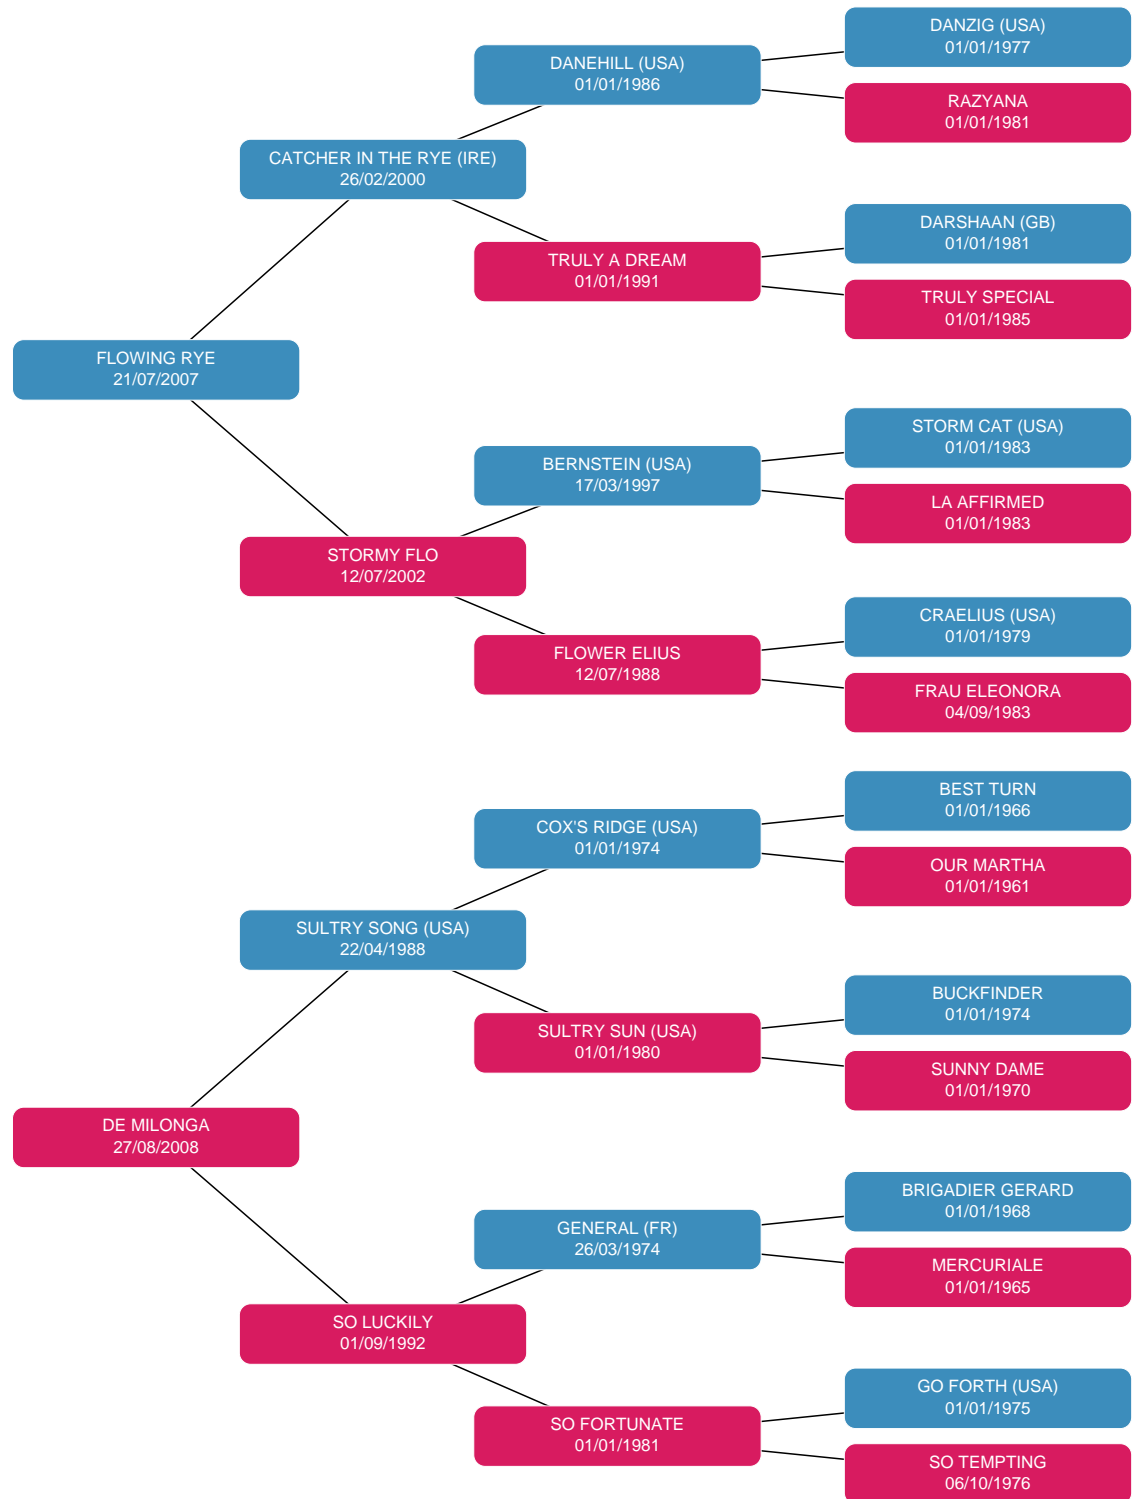 DANZIG (USA)
01/01/1977
DANEHILL (USA)
01/01/1986
RAZYANA
01/01/1981
CATCHER IN THE RYE (IRE)
26/02/2000
DARSHAAN (GB)
01/01/1981
TRULY A DREAM
01/01/1991
TRULY SPECIAL
01/01/1985
FLOWING RYE
21/07/2007
STORM CAT (USA)
01/01/1983
BERNSTEIN (USA)
17/03/1997
LA AFFIRMED
01/01/1983
STORMY FLO
12/07/2002
CRAELIUS (USA)
01/01/1979
FLOWER ELIUS
12/07/1988
FRAU ELEONORA
04/09/1983
BEST TURN
01/01/1966
COX'S RIDGE (USA)
01/01/1974
OUR MARTHA
01/01/1961
SULTRY SONG (USA)
22/04/1988
BUCKFINDER
01/01/1974
SULTRY SUN (USA)
01/01/1980
SUNNY DAME
01/01/1970
DE MILONGA
27/08/2008
BRIGADIER GERARD
01/01/1968
GENERAL (FR)
26/03/1974
MERCURIALE
01/01/1965
SO LUCKILY
01/09/1992
GO FORTH (USA)
01/01/1975
SO FORTUNATE
01/01/1981
SO TEMPTING
06/10/1976